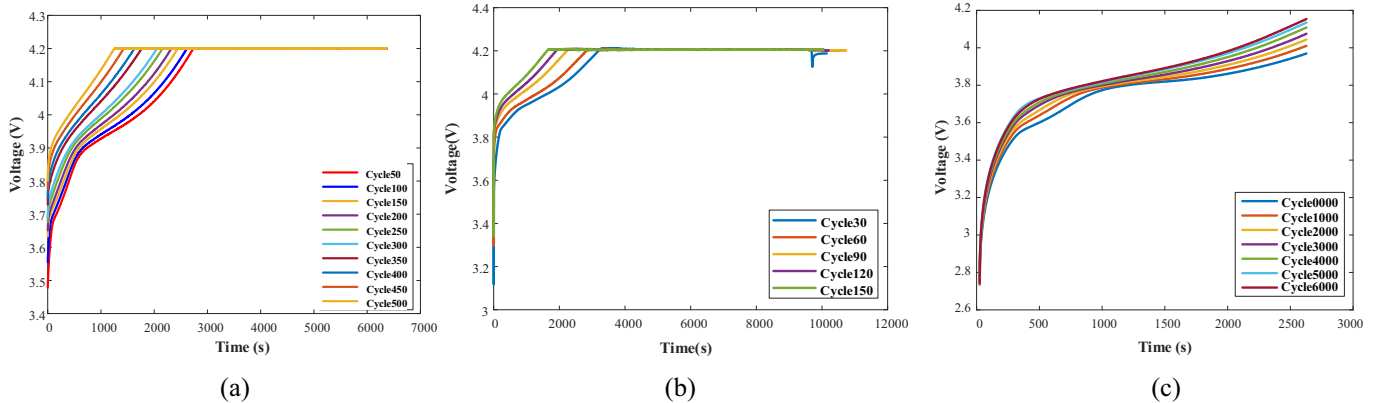 4.3
4.2
4.1
4
3.9
3.8
3.7
3.6
3.5
3.4
Voltage (V)
Cycle50
Cycle100
Cycle150
Cycle200
Cycle250
Cycle300
Cycle350
Cycle400
Cycle450
Cycle500
0 1000 2000 3000 4000 5000 6000 7000
Time (s)
(a)
4.4
4.2
4
3.8
3.6
3.4
3.2
3
Voltage(V)
Cycle30
Cycle60
Cycle90
Cycle120
Cycle150
0 2000 4000 6000 8000 10000 12000
Time(s)
(b)
4.2
4
3.8
3.6
3.4
3.2
3
2.8
2.6
Voltage (V)
Cycle0000
Cycle1000
Cycle2000
Cycle3000
Cycle4000
Cycle5000
Cycle6000
0 500 1000 1500 2000 2500 3000
Time (s)
(c)